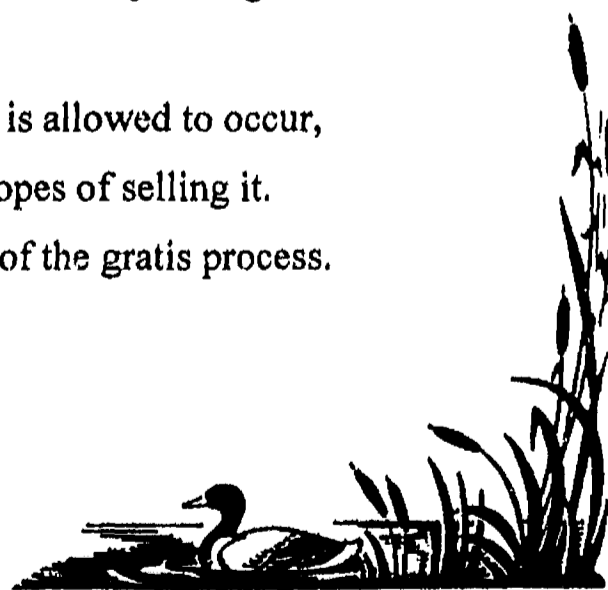 is allowed to occur,
opes of selling it.
of the gratis process.